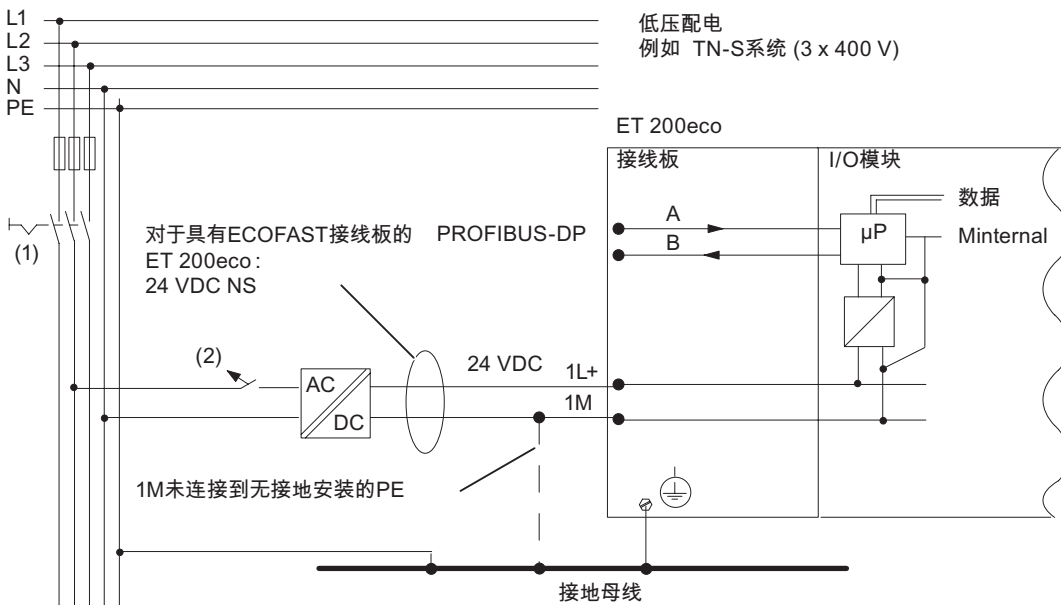 L1
L2
L3
N
PE
低压配电
例如 TN-S系统 (3 x 400 V)
ET 200eco
接线板
I/O模块
数据
A
B
µP
Minternal
(1)
对于具有ECOFAST接线板的
ET 200eco:
24 VDC NS
PROFIBUS-DP
(2)
AC
DC
24 VDC
1L+
1M
1M未连接到无接地安装的PE
接地母线